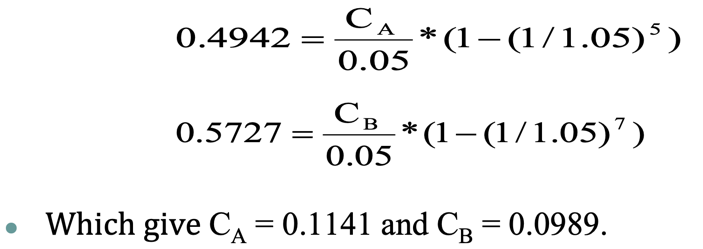 0.4942 = C_A / 0.05 * (1 − (1 / 1.05)^5 )
0.5727 = C_B / 0.05 * (1 − (1 / 1.05)^7 )
• Which give C_A = 0.1141 and C_B = 0.0989.